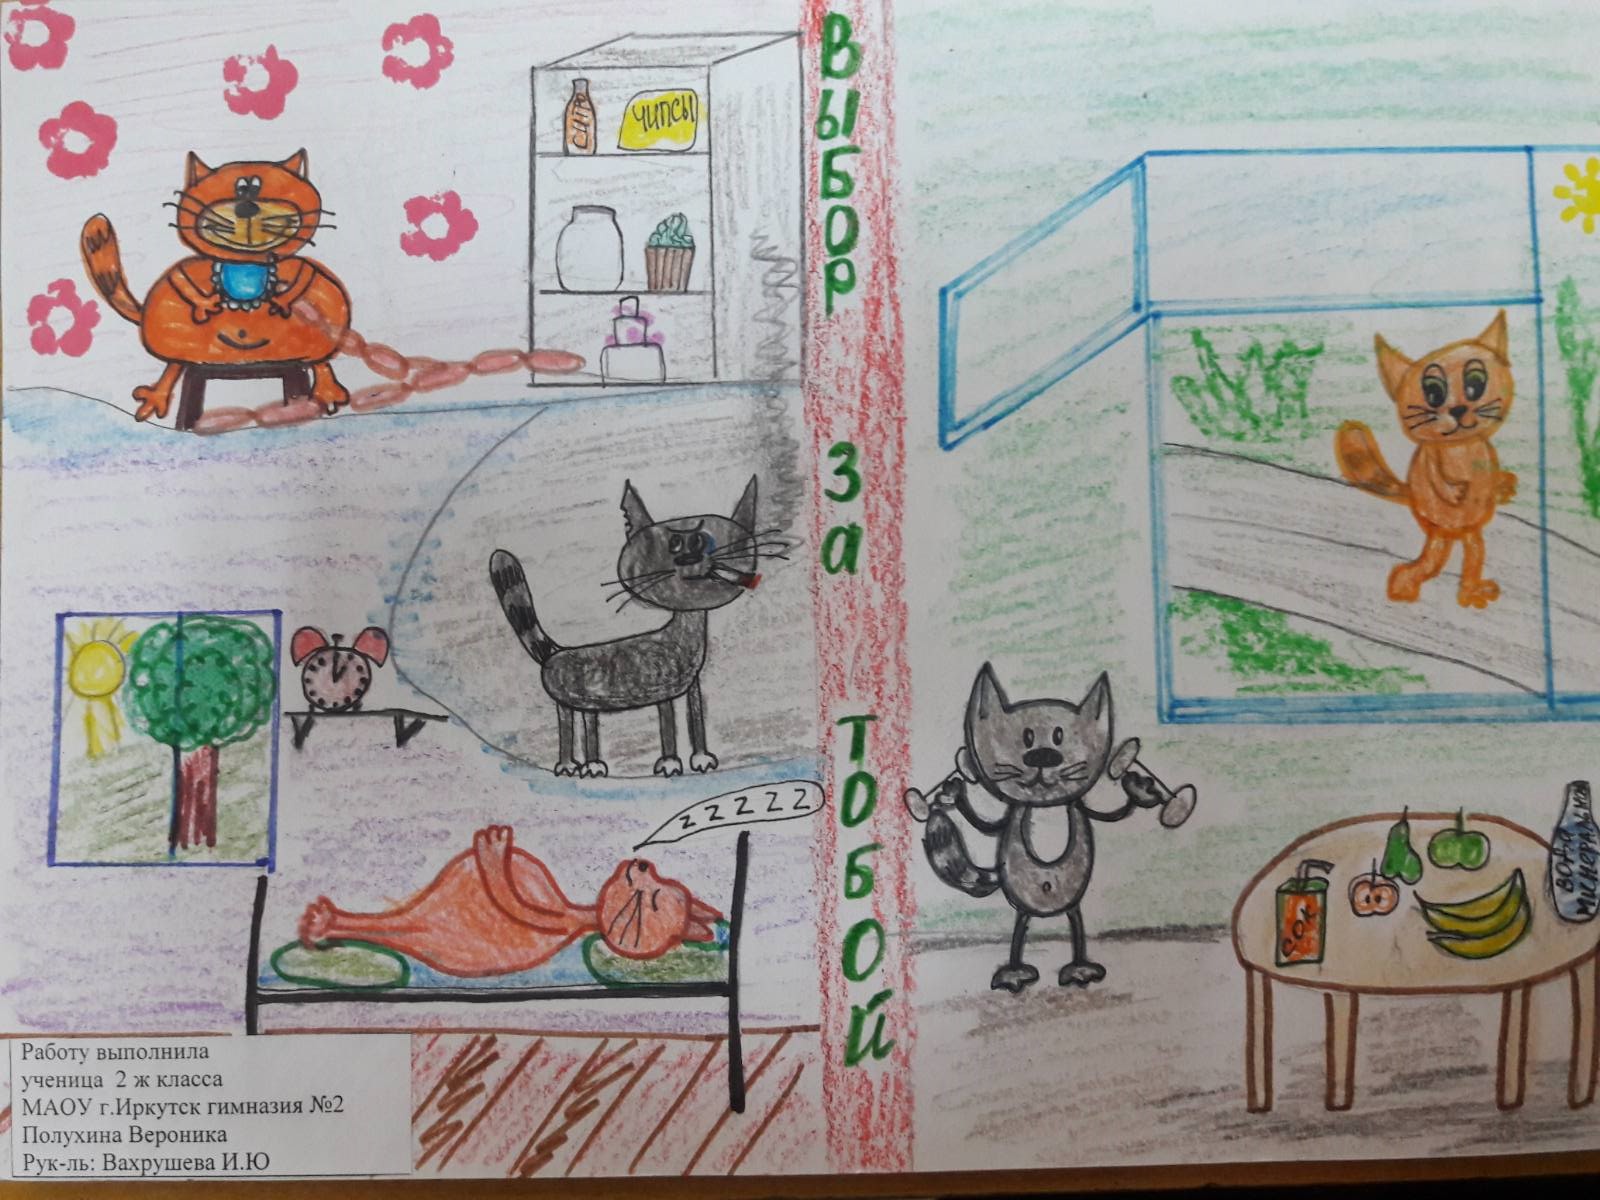 ЧИПСЫ
ВЫБОР ЗА ТОБОЙ
z z z z z
СОК
ВОДА
МИНЕРАЛЬНАЯ
Работу выполнила
ученица 2 ж класса
МАОУ г.Иркутск гимназия №2
Полухина Вероника
Рук-ль: Вахрушева И.Ю